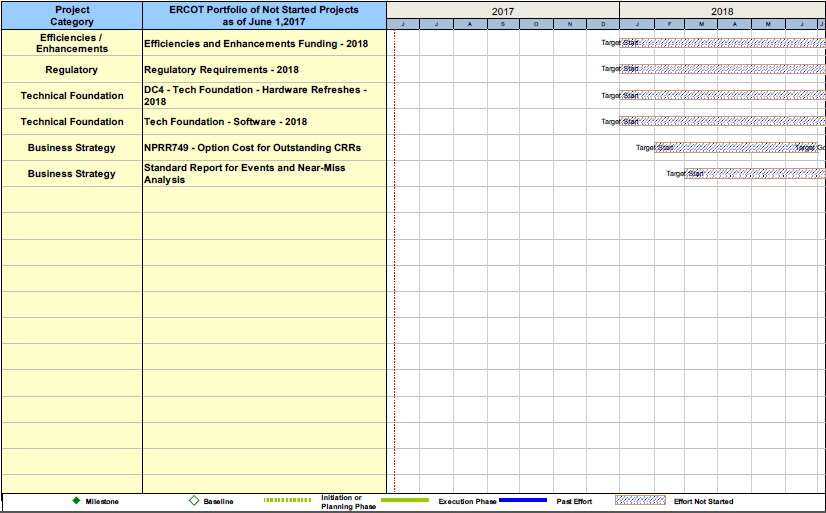 Project
Category
ERCOT Portfolio of Not Started Projects
as of June 1,2017
2017
2018
J J A S O N D J F M A M J J
Efficiencies /
Enhancements
Efficiencies and Enhancements Funding - 2018
Target Start
Regulatory
Regulatory Requirements - 2018
Target Start
Technical Foundation
DC4 - Tech Foundation - Hardware Refreshes -
2018
Target Start
Technical Foundation
Tech Foundation - Software - 2018
Target Start
Business Strategy
NPRR749 - Option Cost for Outstanding CRRs
Target Start
Target Go
Business Strategy
Standard Report for Events and Near-Miss
Analysis
Target Start
Milestone
Baseline
Initiation or
Planning Phase
Execution Phase
Past Effort
Effort Not Started